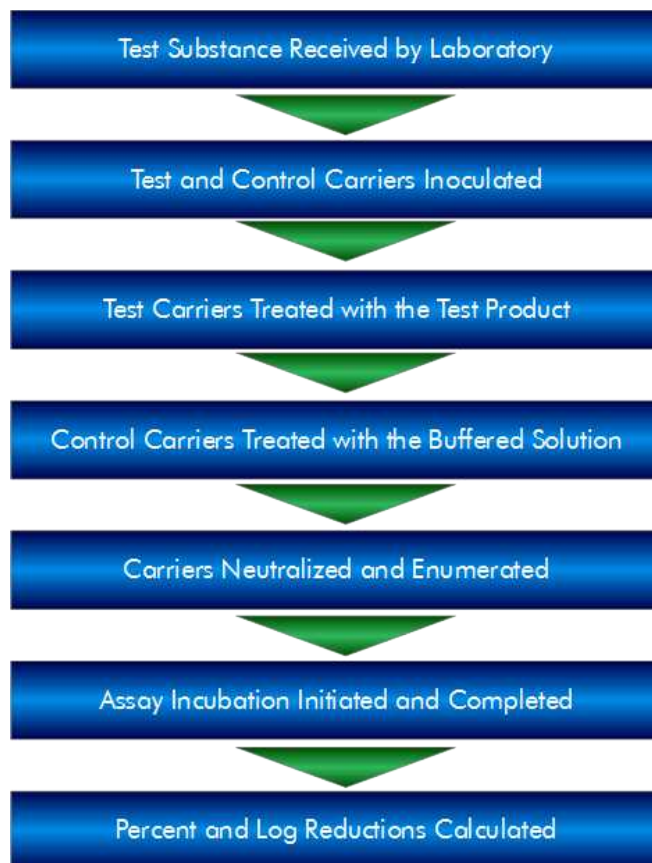 Test Substance Received by Laboratory
Test and Control Carriers Inoculated
Test Carriers Treated with the Test Product
Control Carriers Treated with the Buffered Solution
Carriers Neutralized and Enumerated
Assay Incubation Initiated and Completed
Percent and Log Reductions Calculated